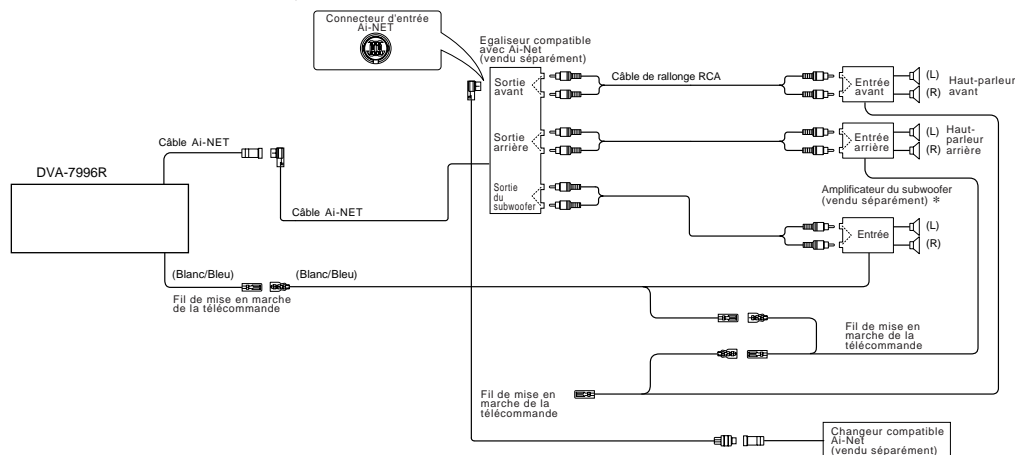 Connecteur d'entrée
Ai-NET
Egaliseur compatible
avec Ai-Net
(vendu séparément)
Sortie
avant
Câble de rallonge RCA
Entrée
avant
(L)
(R)
Haut-parleur
avant
Câble Ai-NET
Sortie
arrière
Entrée
arrière
(L)
(R)
Haut-
parleur
arrière
DVA-7996R
Câble Ai-NET
Sortie
du
subwoofer
Amplificateur du subwoofer
(vendu séparément) *
Entrée
(L)
(R)
(Blanc/Bleu)
(Blanc/Bleu)
Fil de mise en marche
de la télécommande
Fil de mise en
marche de la
télécommande
Fil de mise en
marche de la
télécommande
Changeur compatible
Ai-Net
(vendu séparément)